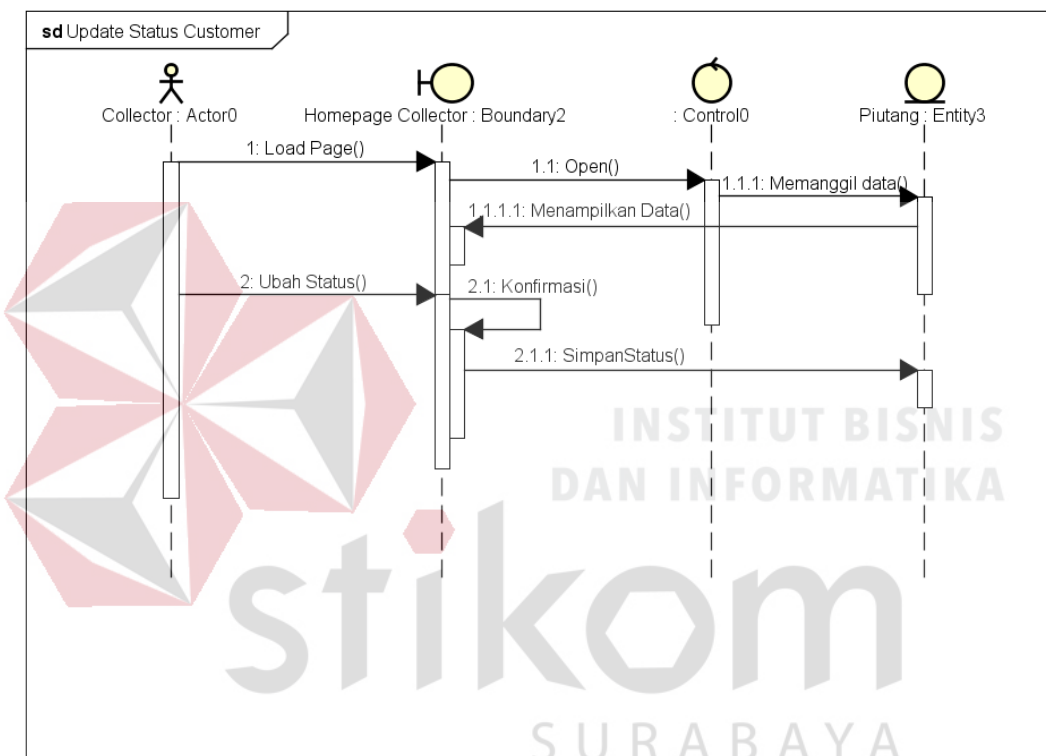 sd Update Status Customer
Collector : Actor0
Homepage Collector : Boundary2
: Control0
Piutang : Entity3
1: Load Page()
1.1: Open()
1.1.1: Memanggil data()
1.1.1.1: Menampilkan Data()
2: Ubah Status()
2.1: Konfirmasi()
2.1.1: SimpanStatus()
INSTITUT BISNIS
DAN INFORMATIKA
stikom
SURABAYA